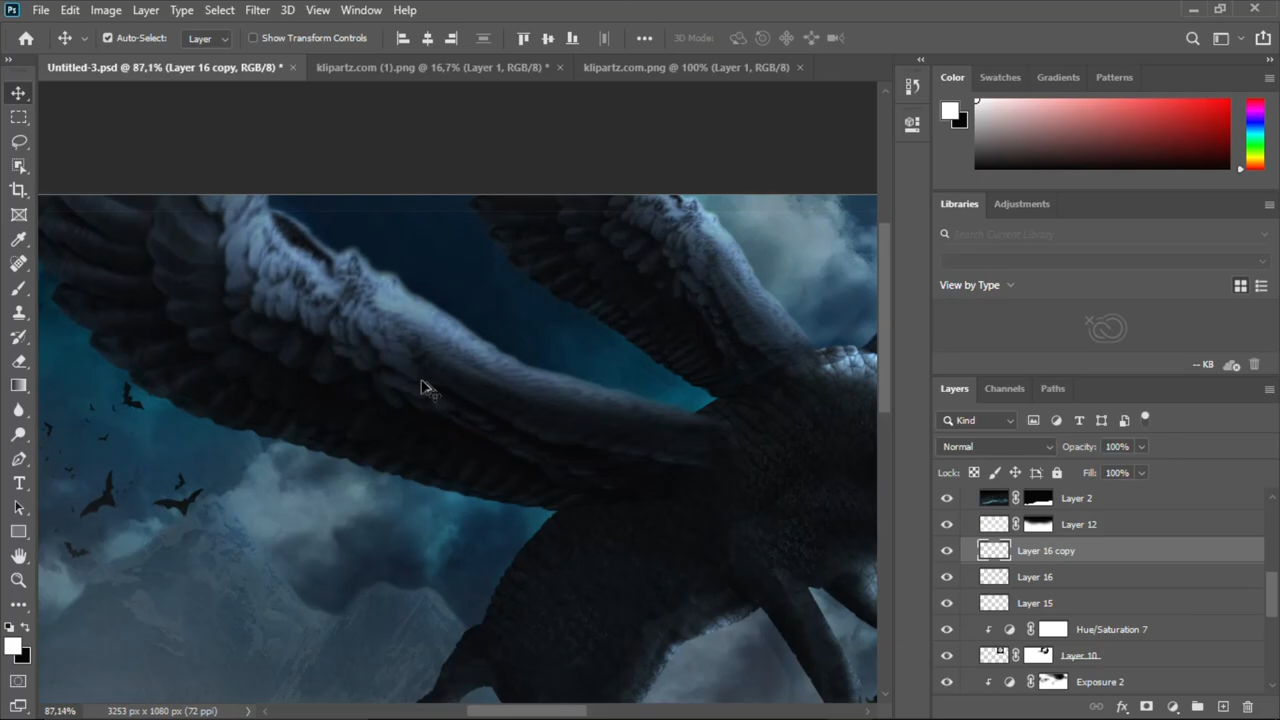 Ps File Edit Image Layer Type Select Filter 3D View Window Help
Auto-Select: Layer Show Transform Controls 3D Mode:
Untitled-3.psd @ 87,1% (Layer 16 copy, RGB/8) * klipartz.com (1).png @ 16,7% (Layer 1, RGB/8) * klipartz.com.png @ 100% (Layer 1, RGB/8)
Color Swatches Gradients Patterns
Libraries Adjustments
Search Current Library
View by Type
-- KB
Layers Channels Paths
Kind
Normal Opacity: 100%
Lock: Fill: 100%
Layer 2
Layer 12
Layer 16 copy
Layer 16
Layer 15
Hue/Saturation 7
Layer 10
Exposure 2
87,14% 3253 px x 1080 px (72 ppi)